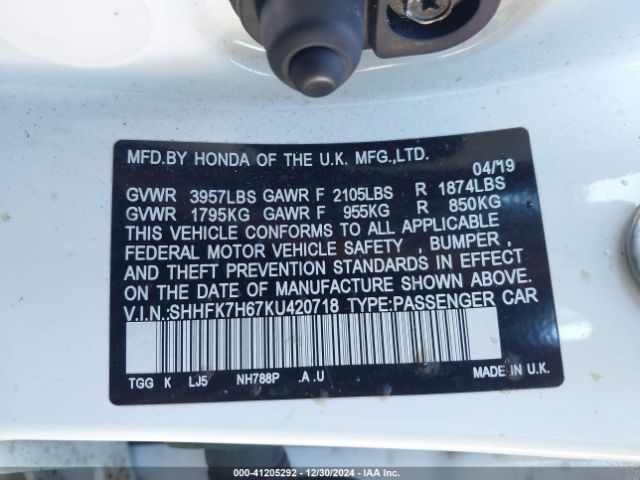 MFD.BY HONDA OF THE U.K. MFG.,LTD.
04/19
GVWR 3957LBS GAWR F 2105LBS R 1874LBS
GVWR 1795KG GAWR F 955KG R 850KG
THIS VEHICLE CONFORMS TO ALL APPLICABLE
FEDERAL MOTOR VEHICLE SAFETY , BUMPER ,
AND THEFT PREVENTION STANDARDS IN EFFECT
ON THE DATE OF MANUFACTURE SHOWN ABOVE.
V.I.N.:SHHFK7H67KU420718 TYPE:PASSENGER CAR
TGG K LJ5 NH788P .A .U MADE IN U.K.
000-41205292 - 12/30/2024 - IAAI.COM